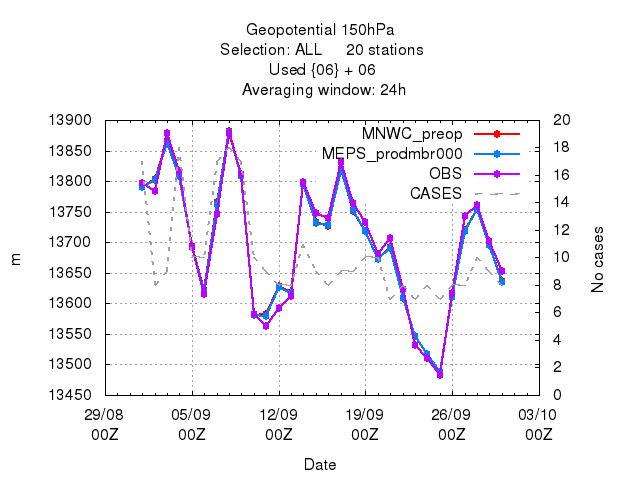 Geopotential 150hPa
Selection: ALL 20 stations
Used {06} + 06
Averaging window: 24h
13900
13850
13800
13750
13700
13650
13600
13550
13500
13450
m
20
18
16
14
12
10
8
6
4
2
0
No cases
MNWC_preop
MEPS_prodmbr000
OBS
CASES
29/08 05/09 12/09 19/09 26/09 03/10
00Z 00Z 00Z 00Z 00Z 00Z
Date